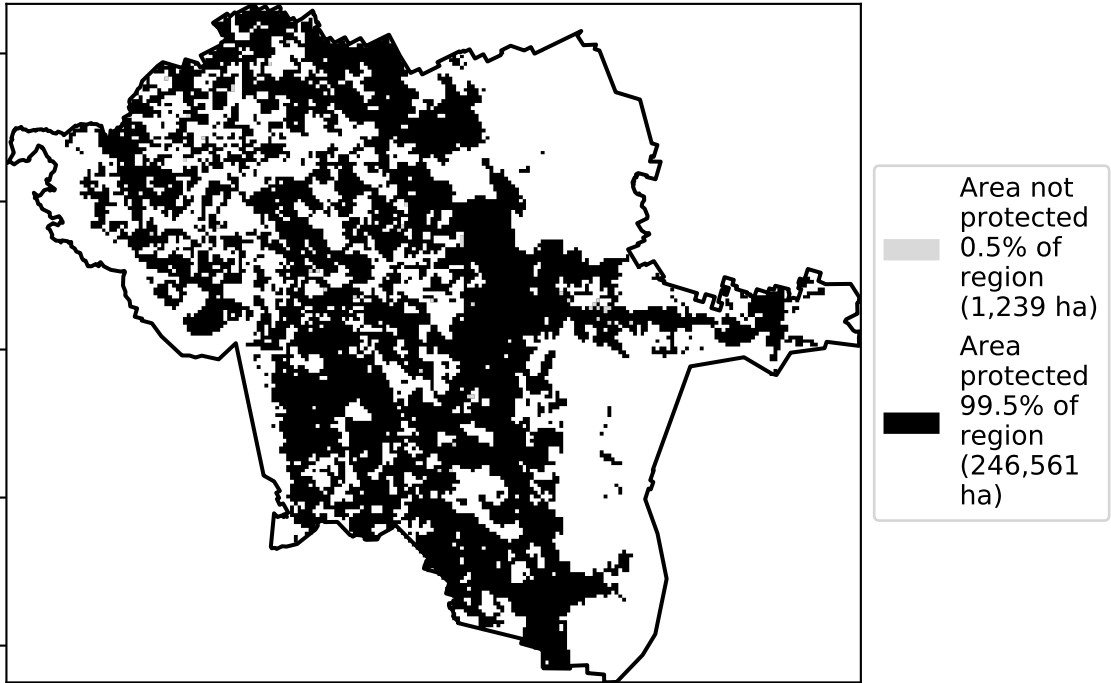 Area not
protected
0.5% of
region
(1,239 ha)
Area
protected
99.5% of
region
(246,561
ha)